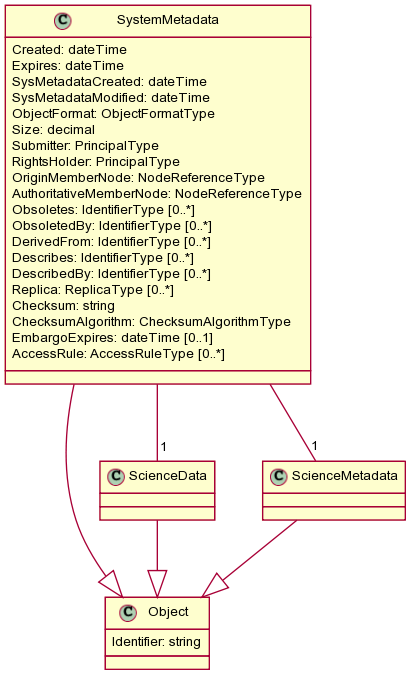 C SystemMetadata
Created: dateTime
Expires: dateTime
SysMetadataCreated: dateTime
SysMetadataModified: dateTime
ObjectFormat: ObjectFormatType
Size: decimal
Submitter: PrincipalType
RightsHolder: PrincipalType
OriginMemberNode: NodeReferenceType
AuthoritativeMemberNode: NodeReferenceType
Obsoletes: IdentifierType [0..*]
ObsoletedBy: IdentifierType [0..*]
DerivedFrom: IdentifierType [0..*]
Describes: IdentifierType [0..*]
DescribedBy: IdentifierType [0..*]
Replica: ReplicaType [0..*]
Checksum: string
ChecksumAlgorithm: ChecksumAlgorithmType
EmbargoExpires: dateTime [0..1]
AccessRule: AccessRuleType [0..*]
1
1
C ScienceData
C ScienceMetadata
C Object
Identifier: string